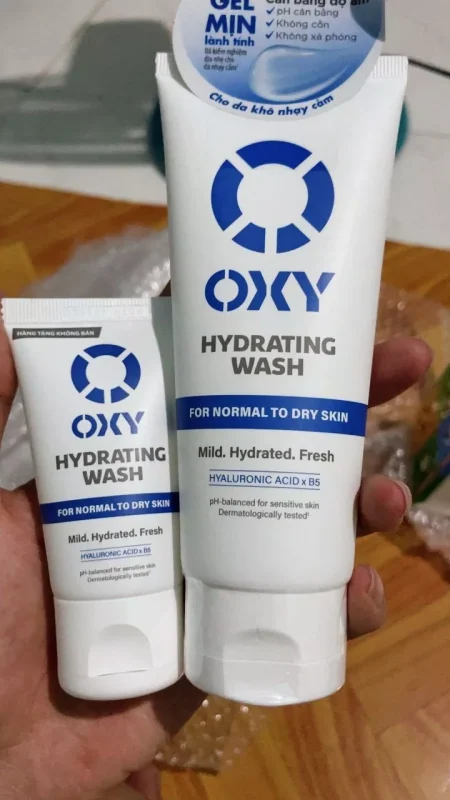 GEL
MỊN
lành tính
Cân bằng độ ẩm
✓ pH cân bằng
✓ Không cồn
✓ Không xà phòng
Cho da khô nhạy cảm
OXY
HYDRATING
WASH
FOR NORMAL TO DRY SKIN
Mild. Hydrated. Fresh
HYALURONIC ACID x B5
pH-balanced for sensitive skin
Dermatologically tested¹
HÀNG TẶNG KHÔNG BÁN
OXY
HYDRATING
WASH
FOR NORMAL TO DRY SKIN
Mild. Hydrated. Fresh
HYALURONIC ACID x B5
pH-balanced for sensitive skin
Dermatologically tested¹